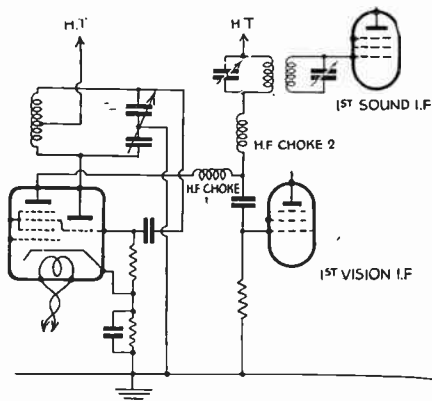 H.T
H.T
1ST SOUND I.F
H.F CHOKE 2
H.F CHOKE
1
1ST VISION I.F